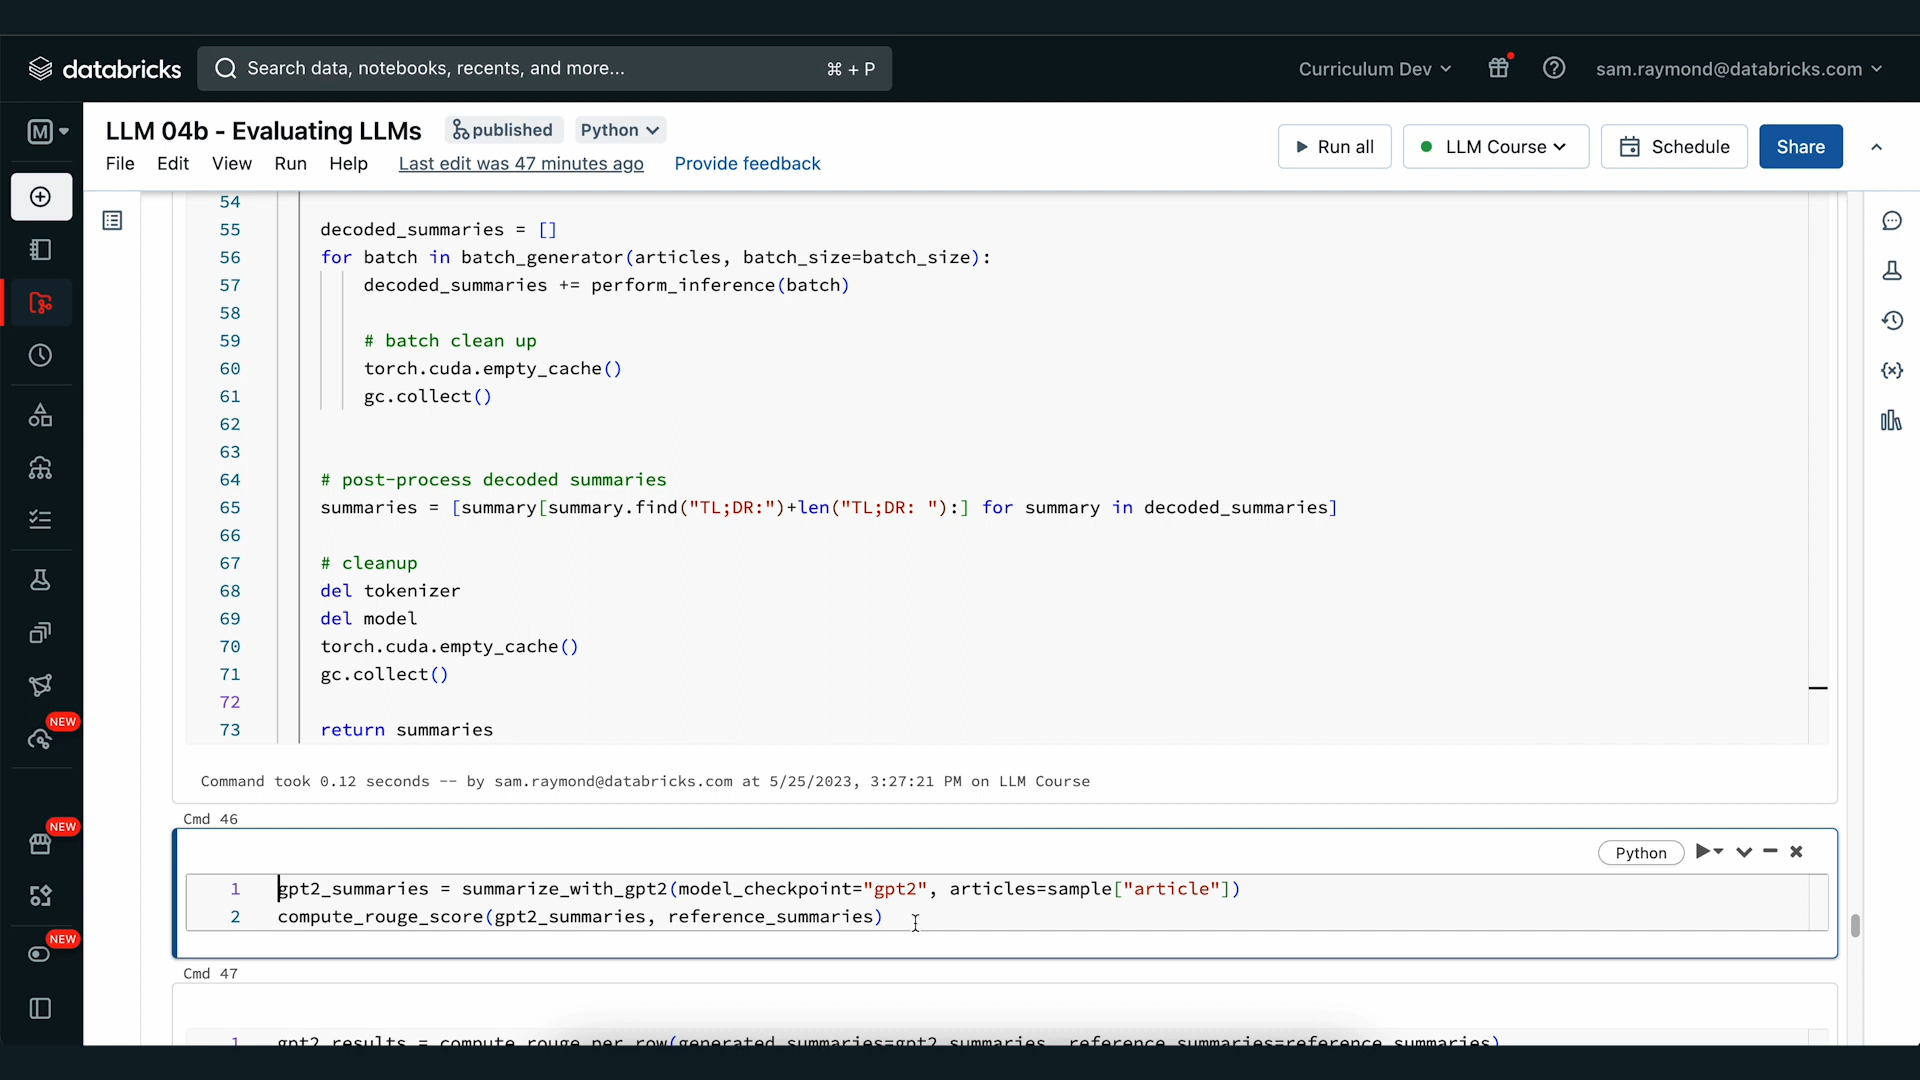 databricks
Search data, notebooks, recents, and more...
⌘ + P
Curriculum Dev
sam.raymond@databricks.com
M
LLM 04b - Evaluating LLMs
published
Python
File Edit View Run Help Last edit was 47 minutes ago Provide feedback
Run all
LLM Course
Schedule
Share
54
55 decoded_summaries = []
56 for batch in batch_generator(articles, batch_size=batch_size):
57 decoded_summaries += perform_inference(batch)
58
59 # batch clean up
60 torch.cuda.empty_cache()
61 gc.collect()
62
63
64 # post-process decoded summaries
65 summaries = [summary[summary.find("TL;DR:")+len("TL;DR: "):] for summary in decoded_summaries]
66
67 # cleanup
68 del tokenizer
69 del model
70 torch.cuda.empty_cache()
71 gc.collect()
72
73 return summaries
Command took 0.12 seconds -- by sam.raymond@databricks.com at 5/25/2023, 3:27:21 PM on LLM Course
Cmd 46
Python
1 gpt2_summaries = summarize_with_gpt2(model_checkpoint="gpt2", articles=sample["article"])
2 compute_rouge_score(gpt2_summaries, reference_summaries)
Cmd 47
1 gpt2_results = compute_rouge_per_row(generated_summaries=gpt2_summaries, reference_summaries=reference_summaries)
NEW
NEW
NEW